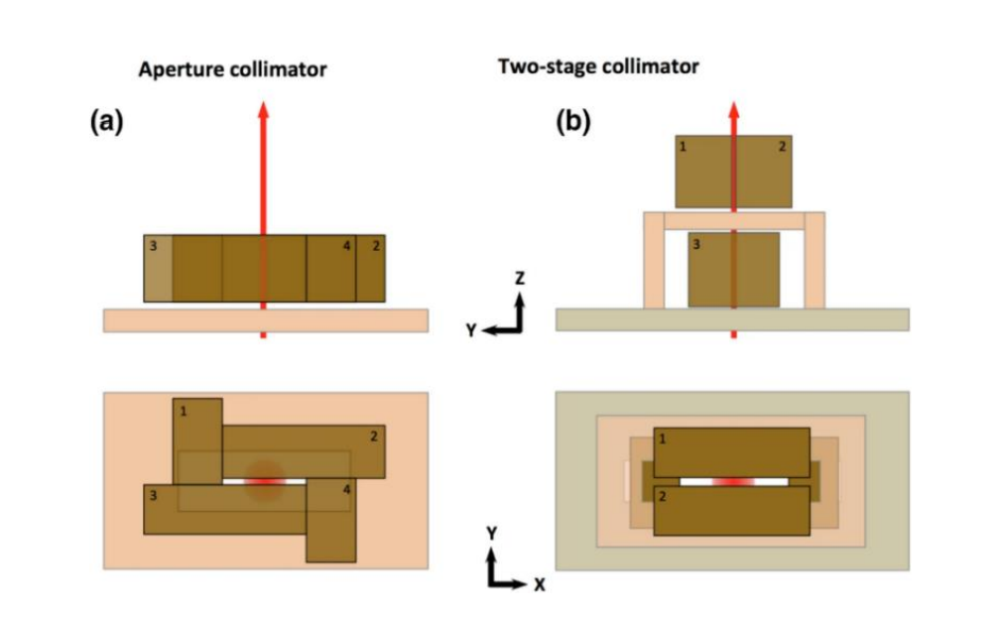 Aperture collimator
Two-stage collimator
(a)
(b)
1 2
3 4 2
3
Z
Y
1
2
3 4
1
2
Y
X